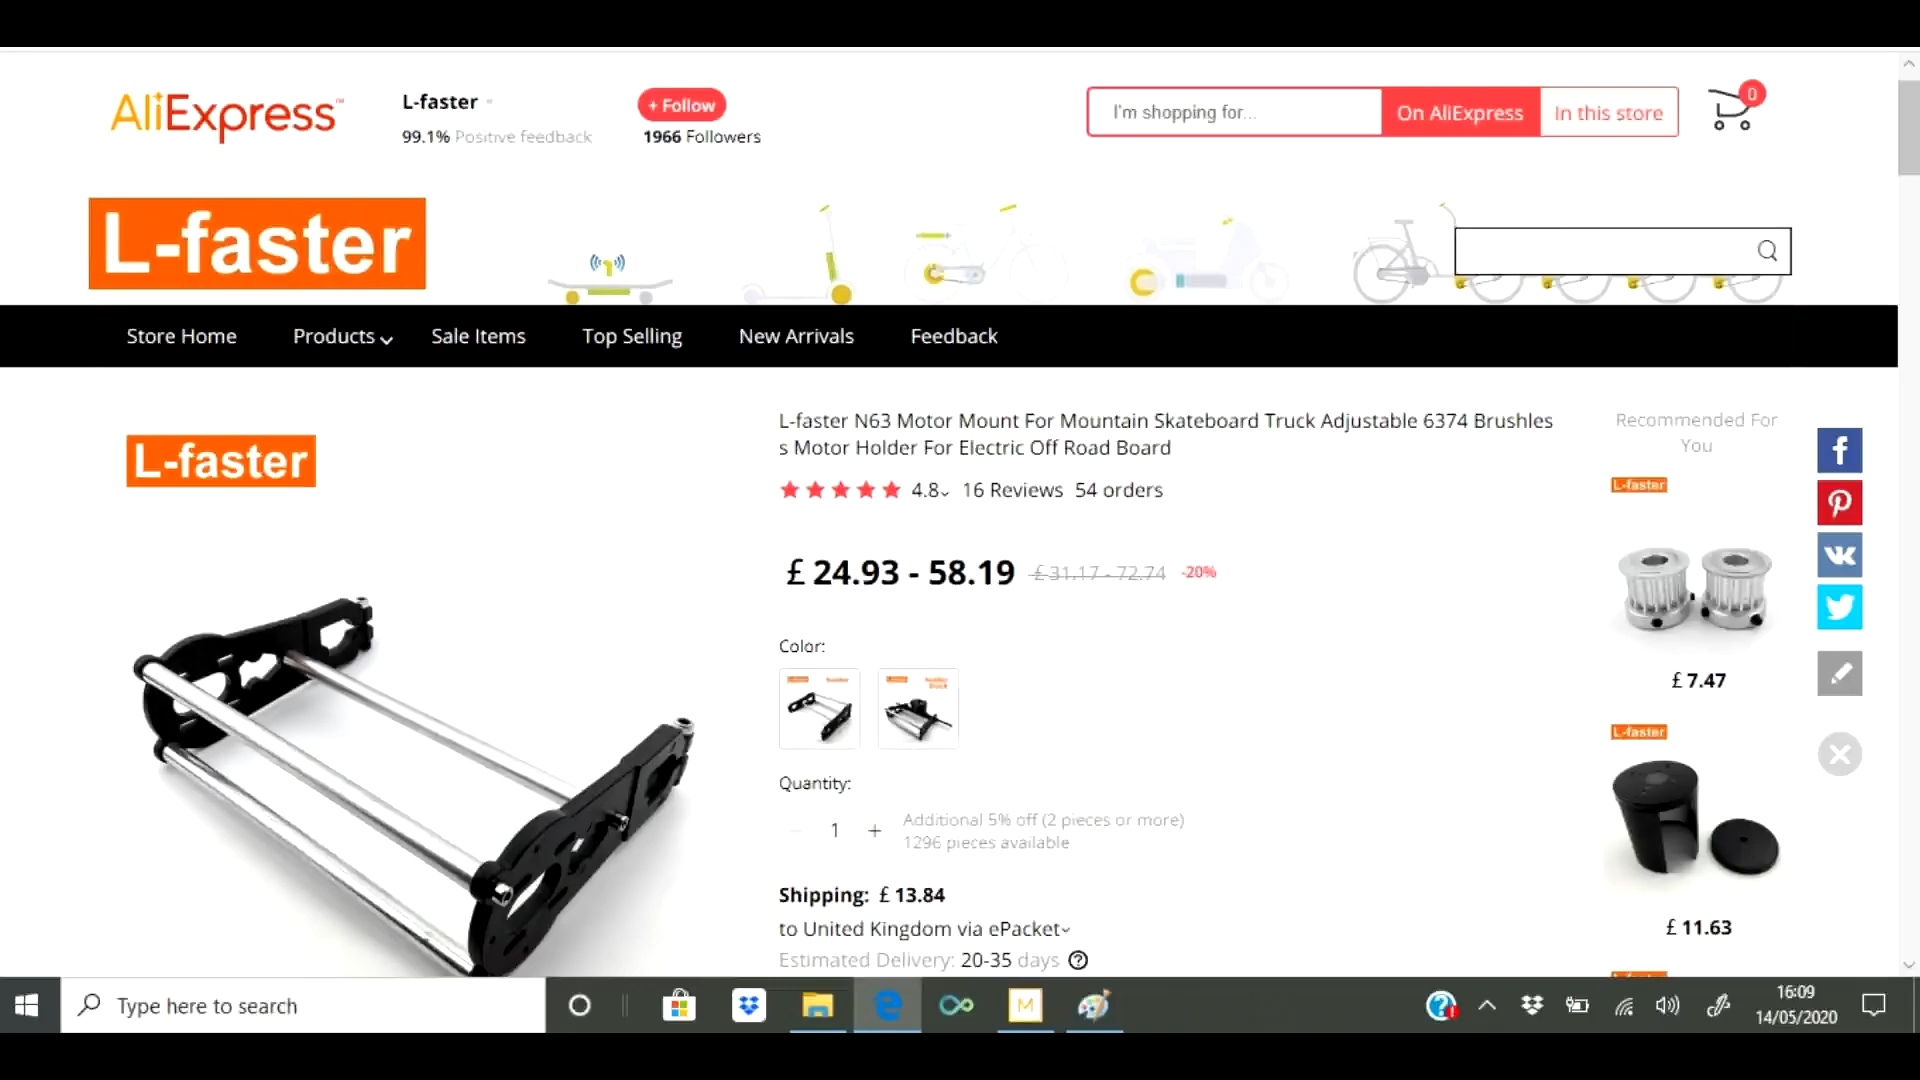 AliExpress™
L-faster
99.1% Positive feedback
+ Follow
1966 Followers
I'm shopping for...
On AliExpress
In this store
0
L-faster
Store Home
Products
Sale Items
Top Selling
New Arrivals
Feedback
L-faster
L-faster N63 Motor Mount For Mountain Skateboard Truck Adjustable 6374 Brushles
s Motor Holder For Electric Off Road Board
4.8 16 Reviews 54 orders
£ 24.93 - 58.19 £ 31.17 - 72.74 -20%
Color:
Quantity:
1 +
Additional 5% off (2 pieces or more)
1296 pieces available
Shipping: £ 13.84
to United Kingdom via ePacket
Estimated Delivery: 20-35 days
Recommended For
You
L-faster
£ 7.47
L-faster
£ 11.63
Type here to search
16:09
14/05/2020